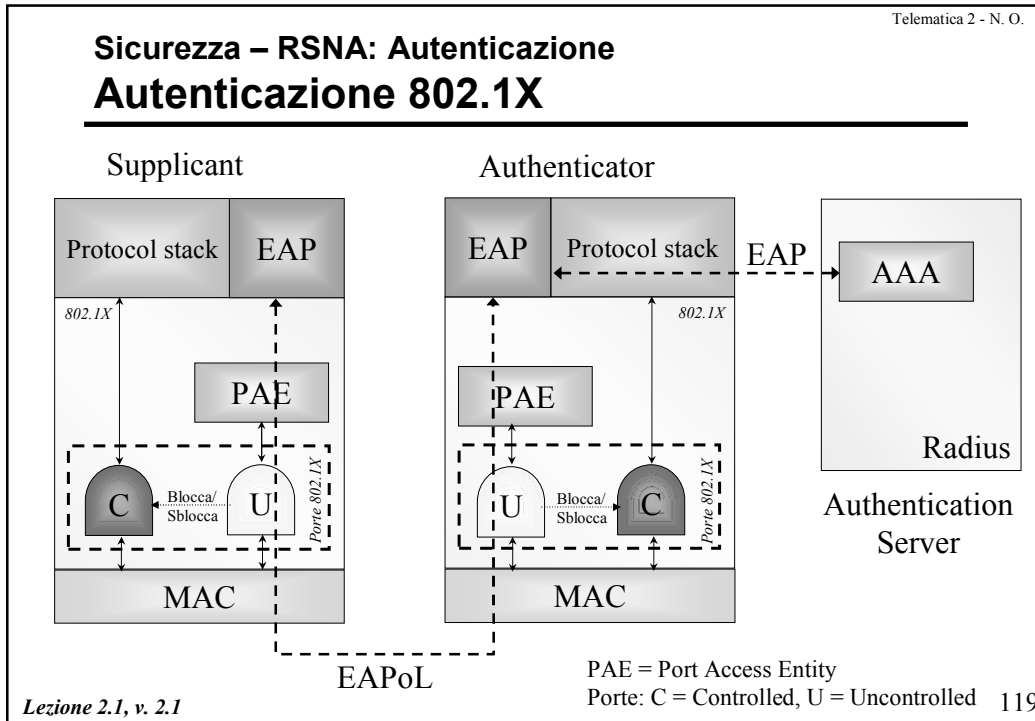 Telematica 2 - N. O.
Sicurezza – RSNA: Autenticazione
Autenticazione 802.1X
Supplicant
Authenticator
Protocol stack
EAP
EAP
Protocol stack
EAP
AAA
802.1X
802.1X
PAE
PAE
Radius
C
Blocca/
Sblocca
U
Porte 802.1X
U
Blocca/
Sblocca
C
Porte 802.1X
Authentication
Server
MAC
MAC
EAPoL
PAE = Port Access Entity
Porte: C = Controlled, U = Uncontrolled
Lezione 2.1, v. 2.1
119